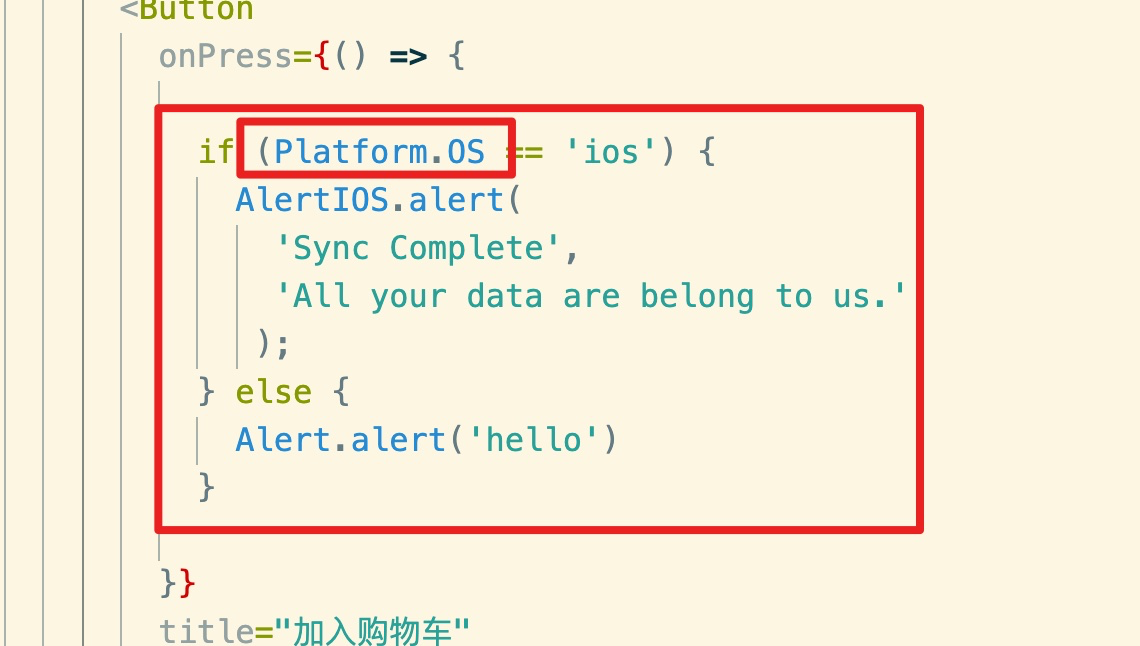 <Button
onPress={() => {
if (Platform.OS == 'ios') {
AlertIOS.alert(
'Sync Complete',
'All your data are belong to us.'
);
} else {
Alert.alert('hello')
}
}}
title="加入购物车"